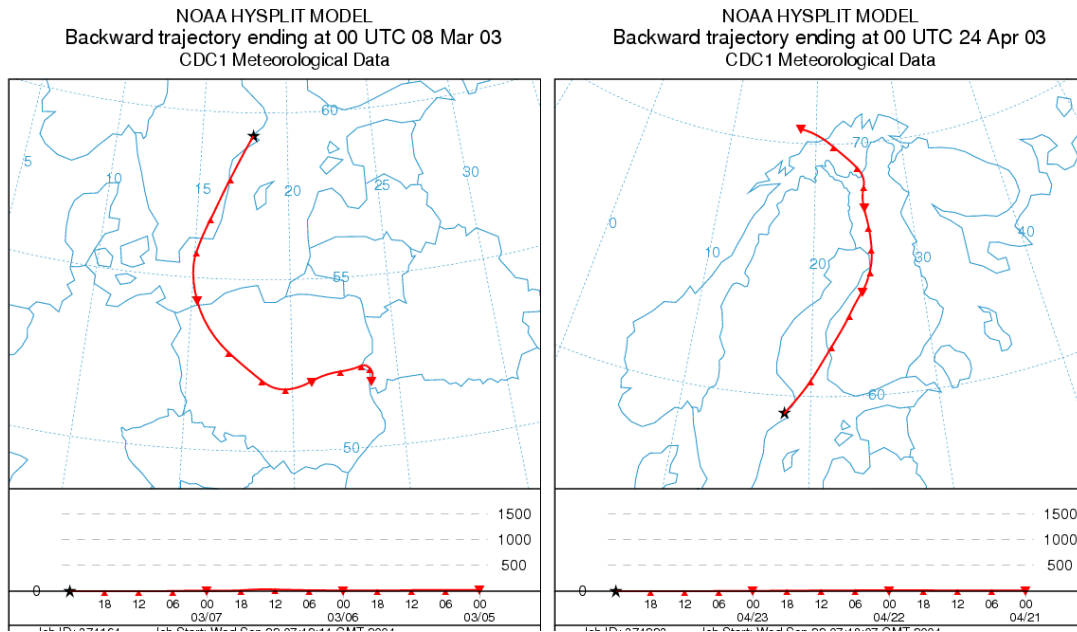 NOAA HYSPLIT MODEL
Backward trajectory ending at 00 UTC 08 Mar 03
CDC1 Meteorological Data
60
5
10
15
20
25
30
55
50
1500
1000
500
0
18 12 06 00 18 12 06 00 18 12 06 00
03/07 03/06 03/05
NOAA HYSPLIT MODEL
Backward trajectory ending at 00 UTC 24 Apr 03
CDC1 Meteorological Data
70
0
10
20
30
40
60
1500
1000
500
0
18 12 06 00 18 12 06 00 18 12 06 00
04/23 04/22 04/21